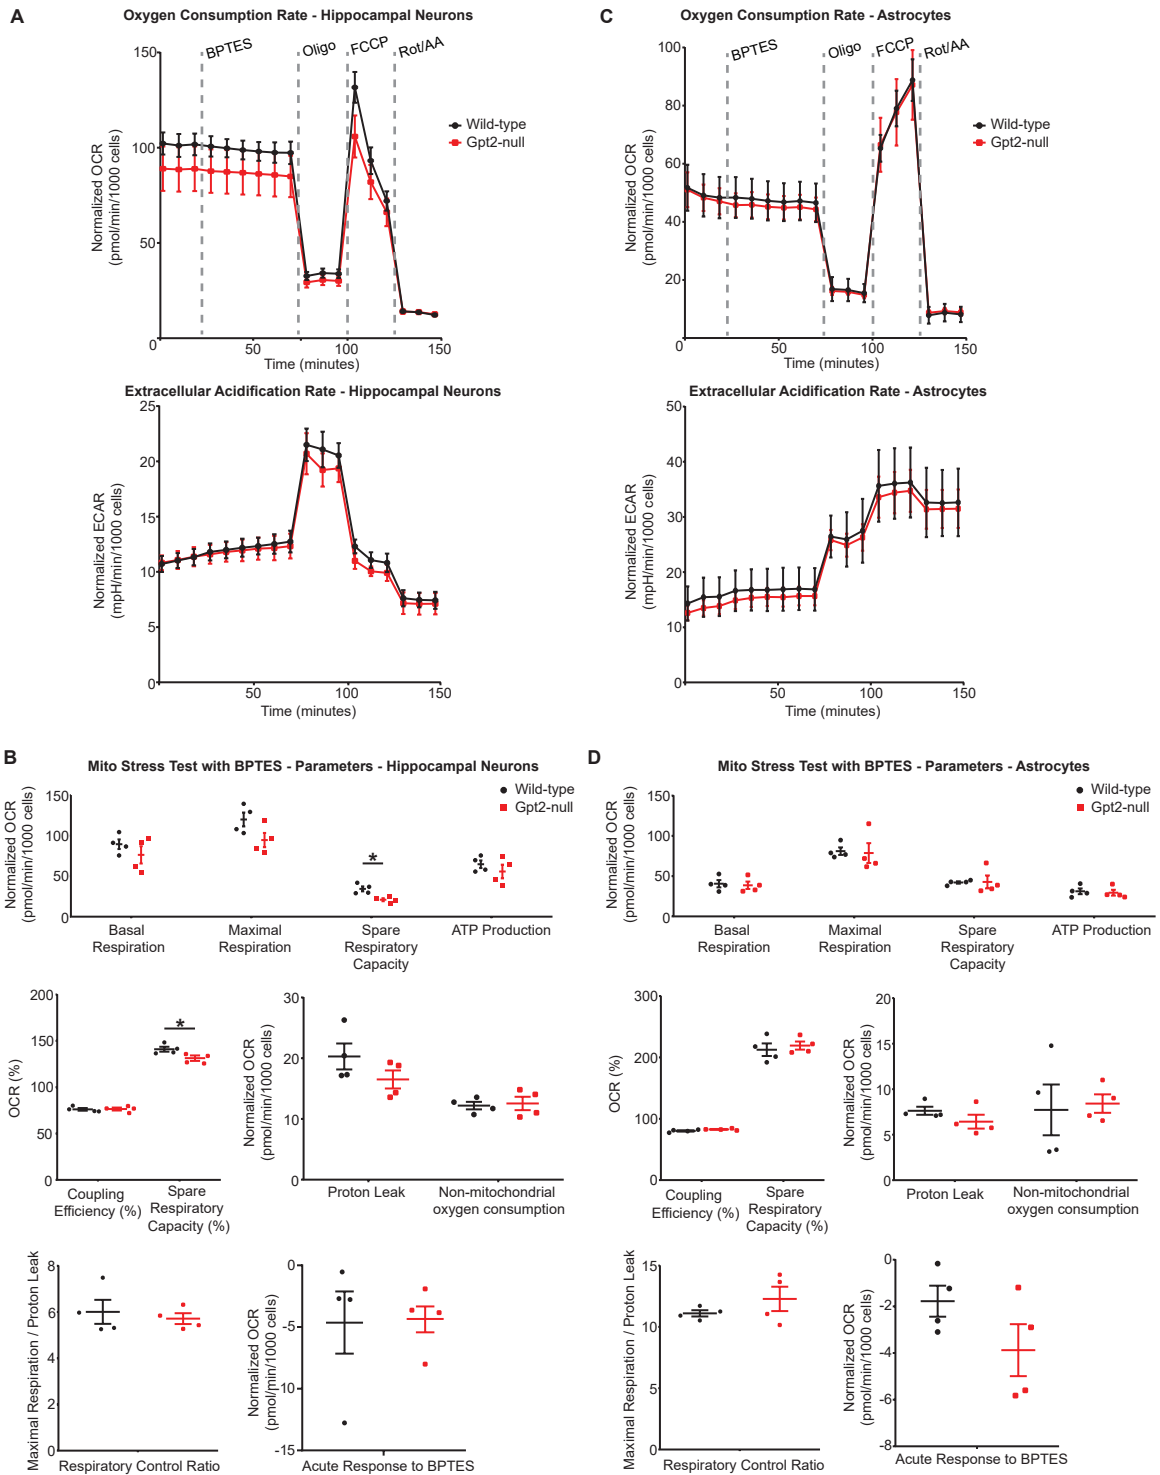 A
Oxygen Consumption Rate - Hippocampal Neurons
Normalized OCR
(pmol/min/1000 cells)
150
100
50
0
BPTES
Oligo
FCCP
Rot/AA
Wild-type
Gpt2-null
50
100
150
Time (minutes)
Extracellular Acidification Rate - Hippocampal Neurons
Normalized ECAR
(mpH/min/1000 cells)
25
20
15
10
5
0
50
100
150
Time (minutes)
C
Oxygen Consumption Rate - Astrocytes
Normalized OCR
(pmol/min/1000 cells)
100
80
60
40
20
0
BPTES
Oligo
FCCP
Rot/AA
Wild-type
Gpt2-null
0
50
100
150
Time (minutes)
Extracellular Acidification Rate - Astrocytes
Normalized ECAR
(mpH/min/1000 cells)
50
40
30
20
10
0
50
100
150
Time (minutes)
B
Mito Stress Test with BPTES - Parameters - Hippocampal Neurons
Wild-type
Gpt2-null
Normalized OCR
(pmol/min/1000 cells)
150
100
50
0
*
Basal
Respiration
Maximal
Respiration
Spare
Respiratory
Capacity
ATP Production
OCR (%)
200
150
100
50
0
*
Coupling
Efficiency (%)
Spare
Respiratory
Capacity (%)
Normalized OCR
(pmol/min/1000 cells)
30
20
10
0
Proton Leak
Non-mitochondrial
oxygen consumption
Maximal Respiration / Proton Leak
8
6
4
2
0
Respiratory Control Ratio
Normalized OCR
(pmol/min/1000 cells)
0
-5
-10
-15
Acute Response to BPTES
D
Mito Stress Test with BPTES - Parameters - Astrocytes
Wild-type
Gpt2-null
Normalized OCR
(pmol/min/1000 cells)
150
100
50
0
Basal
Respiration
Maximal
Respiration
Spare
Respiratory
Capacity
ATP Production
OCR (%)
300
200
100
0
Coupling
Efficiency (%)
Spare
Respiratory
Capacity (%)
Normalized OCR
(pmol/min/1000 cells)
20
15
10
5
0
Proton Leak
Non-mitochondrial
oxygen consumption
Maximal Respiration / Proton Leak
15
10
5
0
Respiratory Control Ratio
Normalized OCR
(pmol/min/1000 cells)
0
-2
-4
-6
-8
Acute Response to BPTES